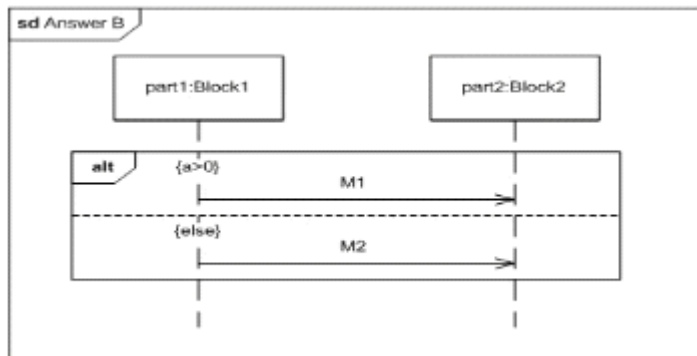 sd Answer B
part1:Block1
part2:Block2
alt
{a>0}
M1
{else}
M2